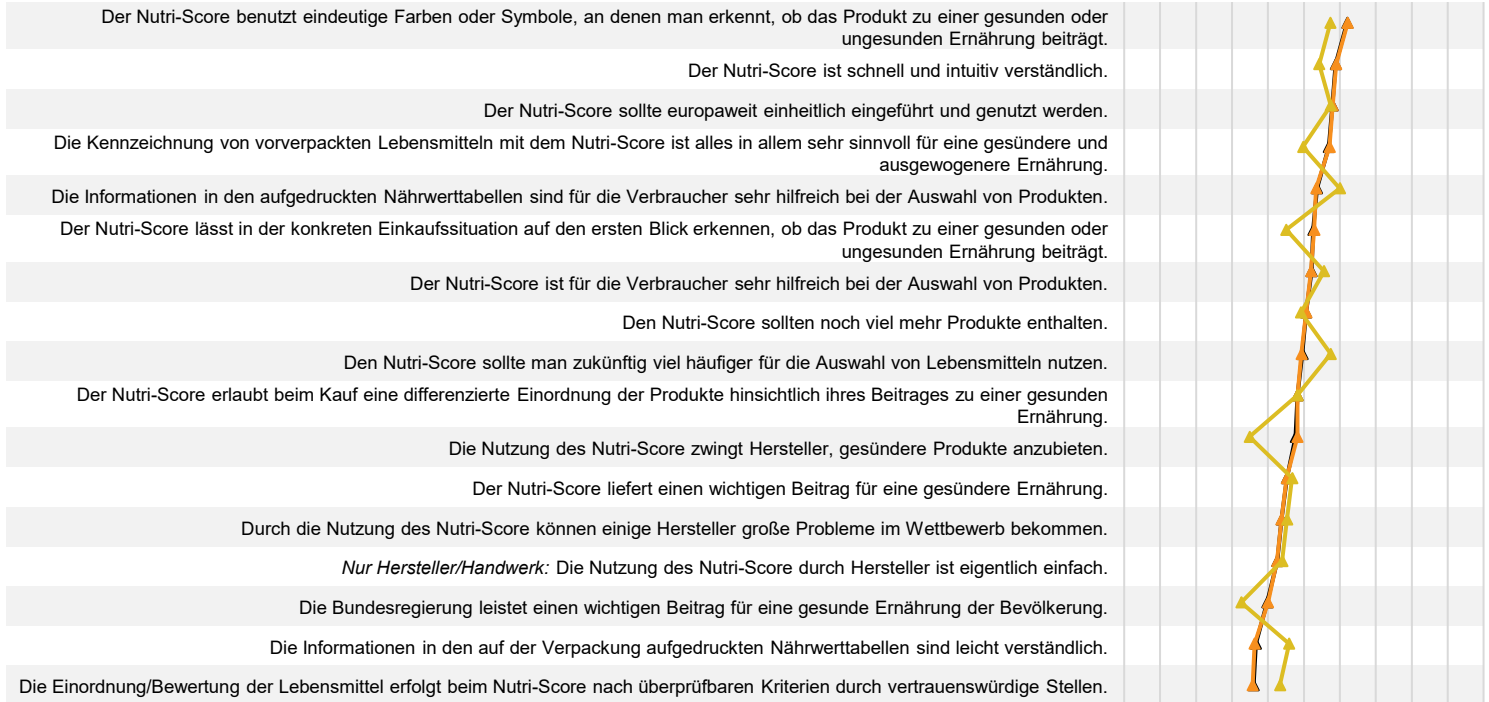 Der Nutri-Score benutzt eindeutige Farben oder Symbole, an denen man erkennt, ob das Produkt zu einer gesunden oder
ungesunden Ernährung beiträgt.
Der Nutri-Score ist schnell und intuitiv verständlich.
Der Nutri-Score sollte europaweit einheitlich eingeführt und genutzt werden.
Die Kennzeichnung von vorverpackten Lebensmitteln mit dem Nutri-Score ist alles in allem sehr sinnvoll für eine gesündere und
ausgewogenere Ernährung.
Die Informationen in den aufgedruckten Nährwerttabellen sind für die Verbraucher sehr hilfreich bei der Auswahl von Produkten.
Der Nutri-Score lässt in der konkreten Einkaufssituation auf den ersten Blick erkennen, ob das Produkt zu einer gesunden oder
ungesunden Ernährung beiträgt.
Der Nutri-Score ist für die Verbraucher sehr hilfreich bei der Auswahl von Produkten.
Den Nutri-Score sollten noch viel mehr Produkte enthalten.
Den Nutri-Score sollte man zukünftig viel häufiger für die Auswahl von Lebensmitteln nutzen.
Der Nutri-Score erlaubt beim Kauf eine differenzierte Einordnung der Produkte hinsichtlich ihres Beitrages zu einer gesunden
Ernährung.
Die Nutzung des Nutri-Score zwingt Hersteller, gesündere Produkte anzubieten.
Der Nutri-Score liefert einen wichtigen Beitrag für eine gesündere Ernährung.
Durch die Nutzung des Nutri-Score können einige Hersteller große Probleme im Wettbewerb bekommen.
Nur Hersteller/Handwerk: Die Nutzung des Nutri-Score durch Hersteller ist eigentlich einfach.
Die Bundesregierung leistet einen wichtigen Beitrag für eine gesunde Ernährung der Bevölkerung.
Die Informationen in den auf der Verpackung aufgedruckten Nährwerttabellen sind leicht verständlich.
Die Einordnung/Bewertung der Lebensmittel erfolgt beim Nutri-Score nach überprüfbaren Kriterien durch vertrauenswürdige Stellen.